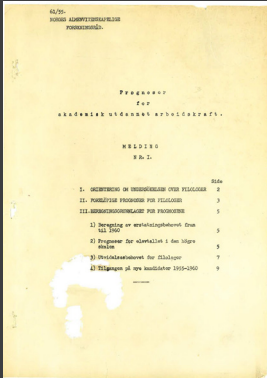 61/55.
NORGES ALMENVITENSKAPELIGE
FORSKNINGSRÅD.
Prognoser
for
akademisk utdannet arbeidskraft.
MELDING
NR. I.
Side
I. ORIENTERING OM UNDERSØKELSEN OVER FILOLOGER 2
II. FORELØPIGE PROGNOSER FOR FILOLOGER 3
III. BEREGNINGSGRUNNLAGET FOR PROGNOSENE 5
1) Beregning av erstatningsbehovet fram
til 1960 5
2) Prognoser for elevtallet i den høgre
skolen 5
3) Utvidelsesbehovet for filologer 7
4) Tilgangen på nye kandidater 1955-1960 9